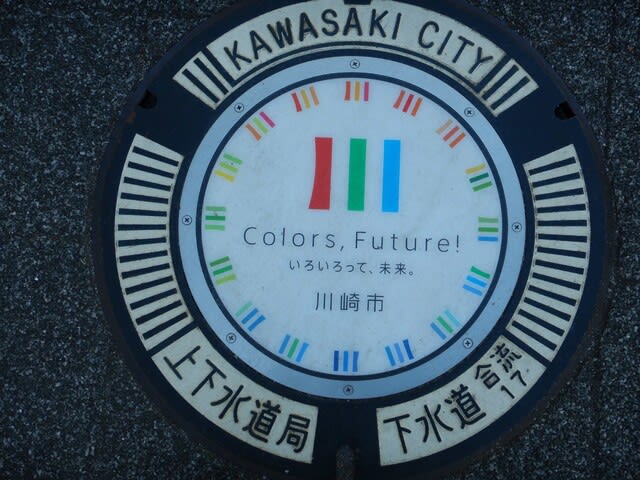 KAWASAKI CITY
Colors, Future!
いろいろって、未来。
川崎市
上下水道局
下水道 合流
17